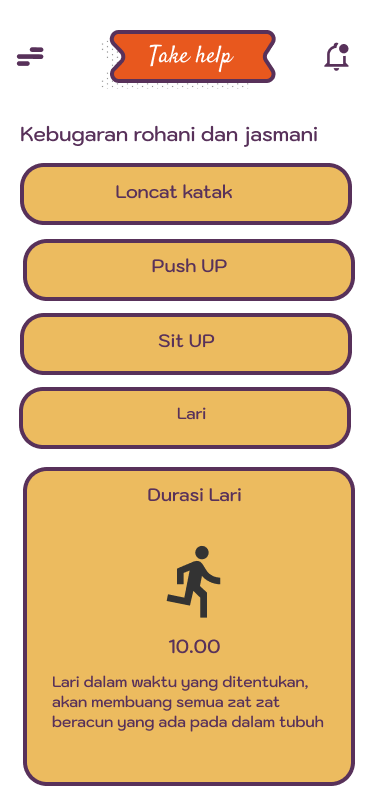 Take help
Kebugaran rohani dan jasmani
Loncat katak
Push UP
Sit UP
Lari
Durasi Lari
10.00
Lari dalam waktu yang ditentukan,
akan membuang semua zat zat
beracun yang ada pada dalam tubuh